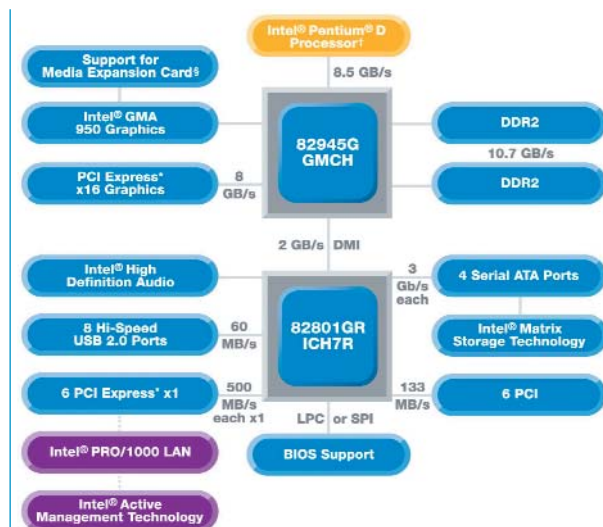 Intel® Pentium® D
Processor†
Support for
Media Expansion Card§
8.5 GB/s
Intel® GMA
950 Graphics
82945G
GMCH
DDR2
10.7 GB/s
PCI Express*
x16 Graphics
8
GB/s
DDR2
2 GB/s DMI
Intel® High
Definition Audio
3
Gb/s
each
4 Serial ATA Ports
82801GR
ICH7R
8 Hi-Speed
USB 2.0 Ports
60
MB/s
Intel® Matrix
Storage Technology
6 PCI Express* x1
500
MB/s
each x1
133
MB/s
6 PCI
LPC or SPI
BIOS Support
Intel® PRO/1000 LAN
Intel® Active
Management Technology